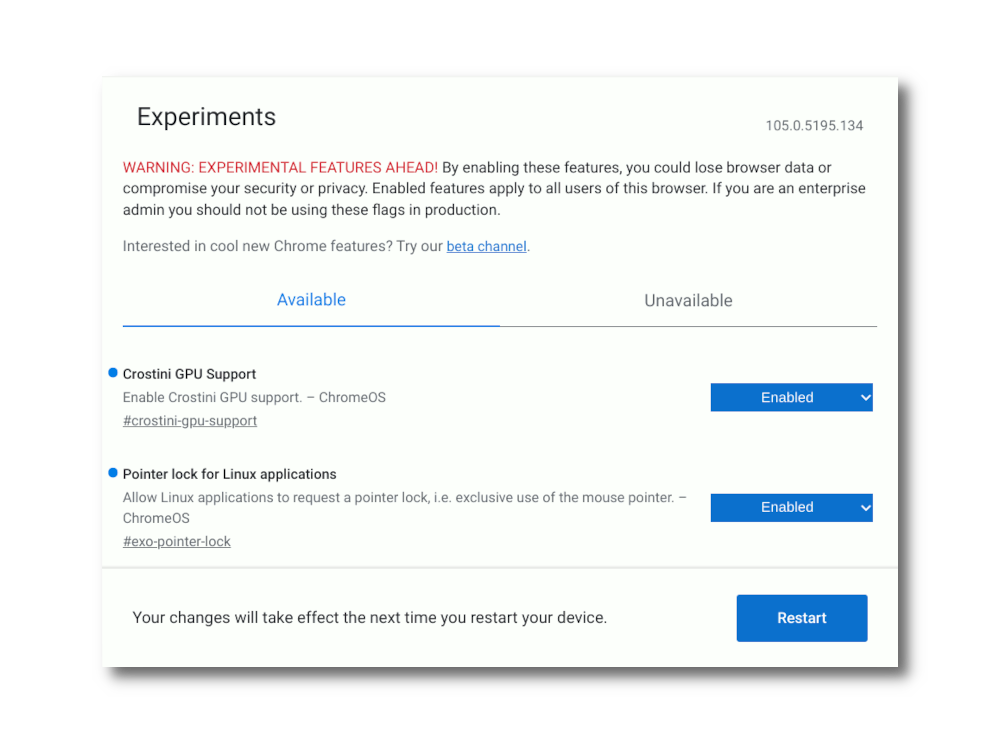 Experiments
105.0.5195.134
WARNING: EXPERIMENTAL FEATURES AHEAD! By enabling these features, you could lose browser data or
compromise your security or privacy. Enabled features apply to all users of this browser. If you are an enterprise
admin you should not be using these flags in production.
Interested in cool new Chrome features? Try our beta channel.
Available
Unavailable
Crostini GPU Support
Enable Crostini GPU support. – ChromeOS
#crostini-gpu-support
Enabled
Pointer lock for Linux applications
Allow Linux applications to request a pointer lock, i.e. exclusive use of the mouse pointer. –
ChromeOS
#exo-pointer-lock
Enabled
Your changes will take effect the next time you restart your device.
Restart